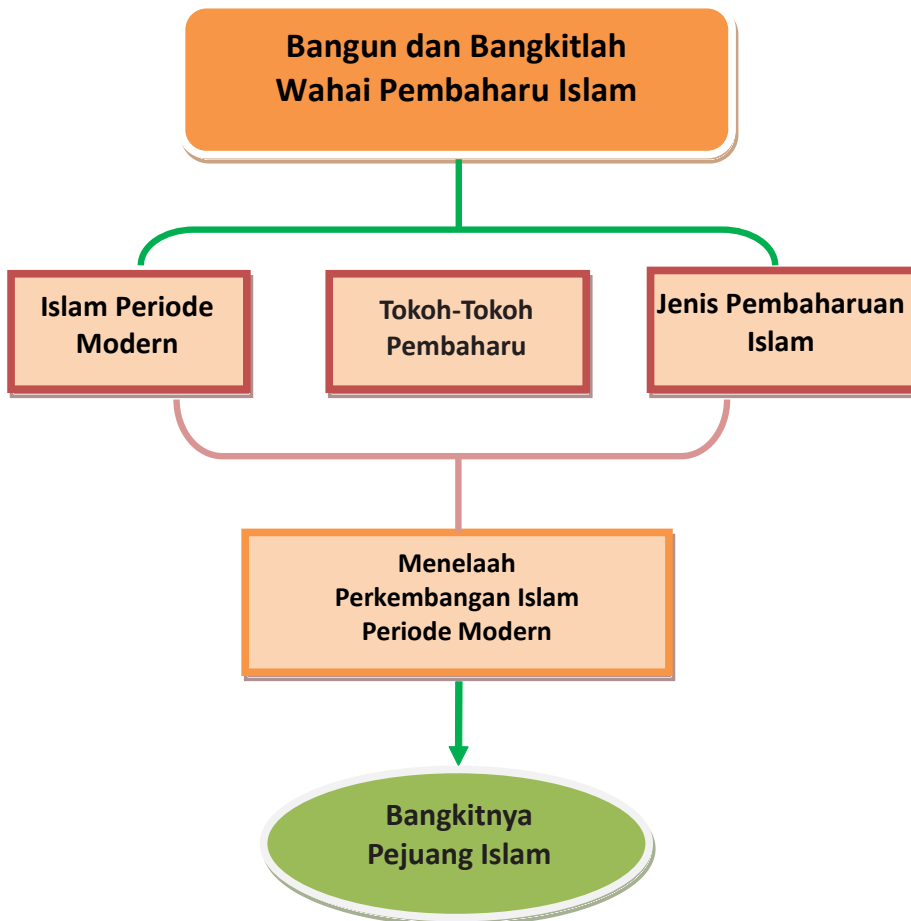 Bangun dan Bangkitlah
Wahai Pembaharu Islam
Islam Periode
Modern
Tokoh-Tokoh
Pembaharu
Jenis Pembaharuan
Islam
Menelaah
Perkembangan Islam
Periode Modern
Bangkitnya
Pejuang Islam